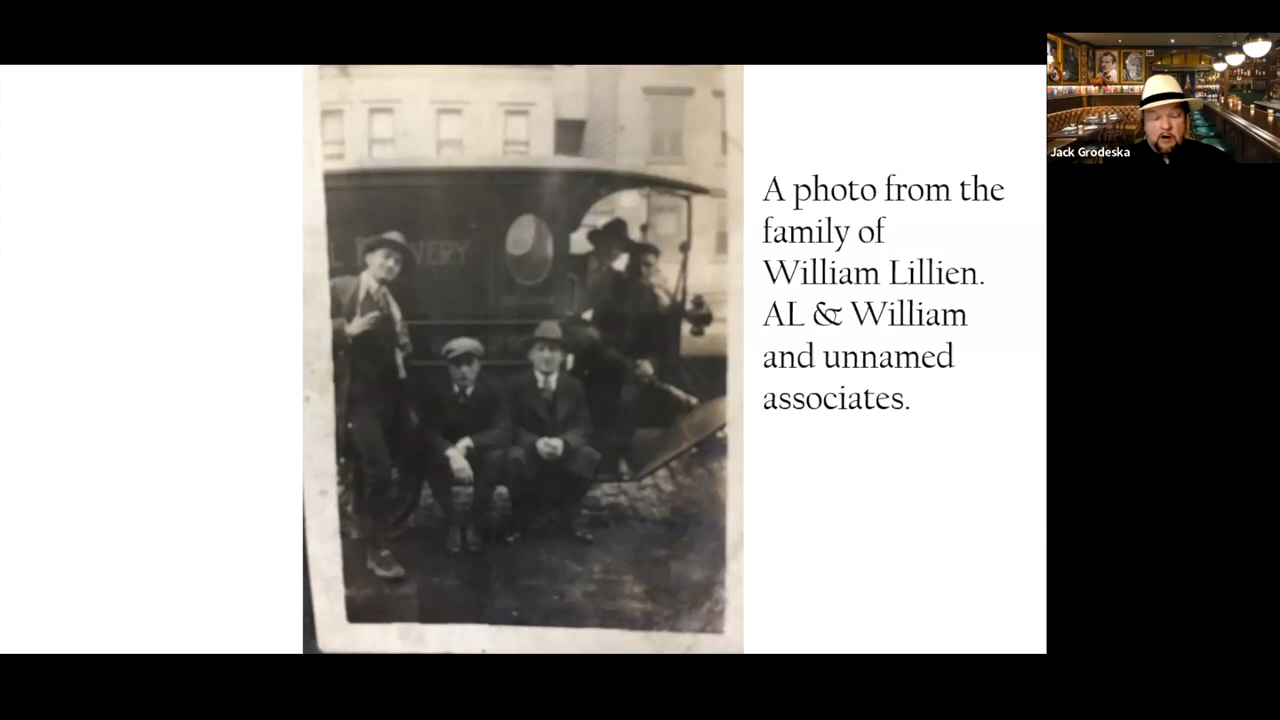 A photo from the
family of
William Lillien.
AL & William
and unnamed
associates.
Jack Grodeska